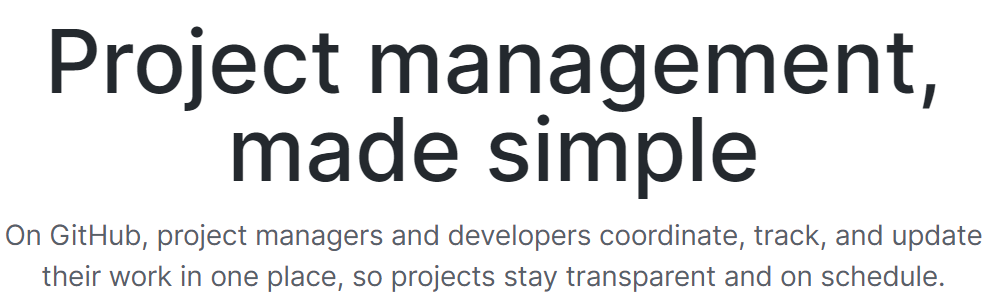 Project management,
made simple
On GitHub, project managers and developers coordinate, track, and update
their work in one place, so projects stay transparent and on schedule.